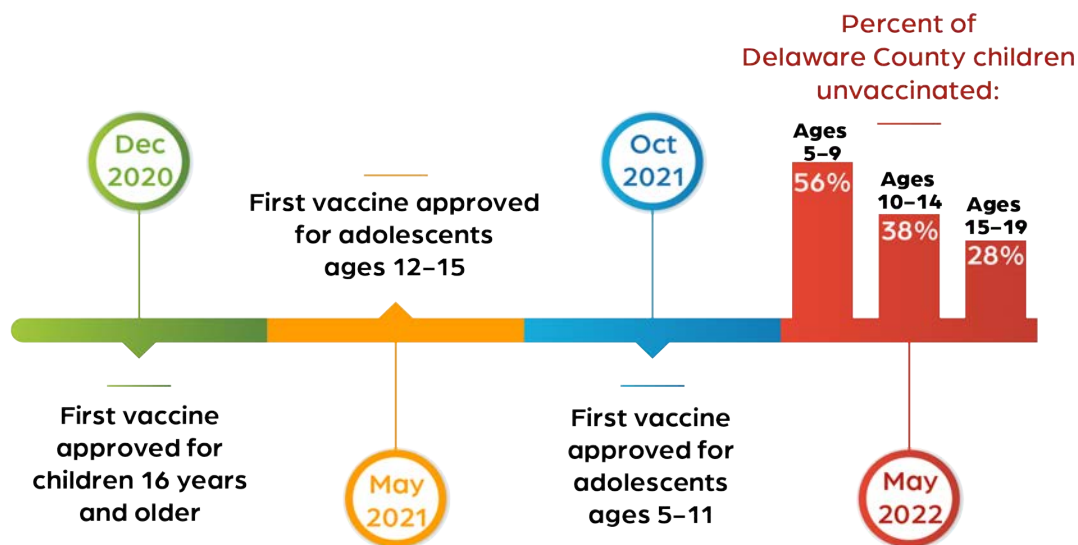 Dec
2020
First vaccine
approved for
children 16 years
and older
First vaccine approved
for adolescents
ages 12–15
May
2021
Oct
2021
First vaccine
approved for
adolescents
ages 5–11
Percent of
Delaware County children
unvaccinated:
Ages
5–9
56%
Ages
10–14
38%
Ages
15–19
28%
May
2022